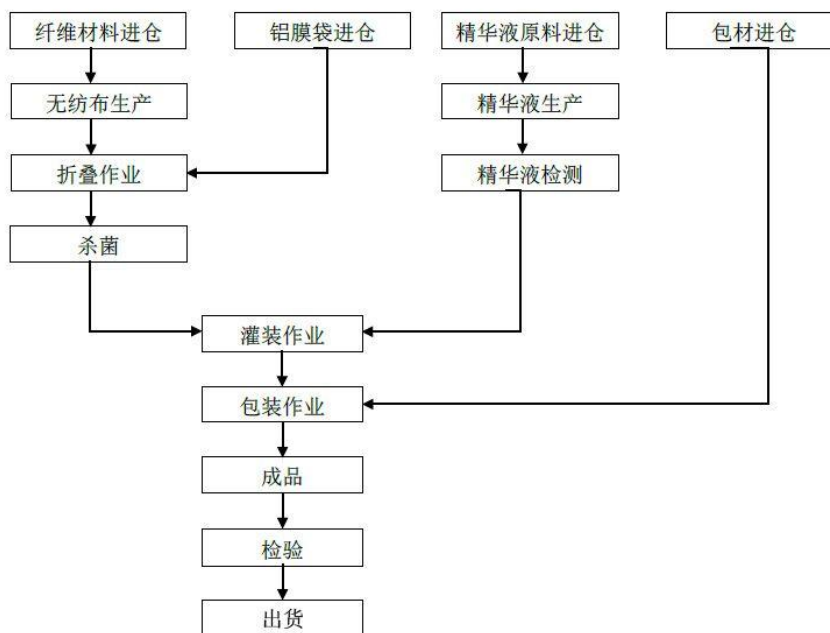 纤维材料进仓
铝膜袋进仓
精华液原料进仓
包材进仓
无纺布生产
精华液生产
折叠作业
精华液检测
杀菌
灌装作业
包装作业
成品
检验
出货